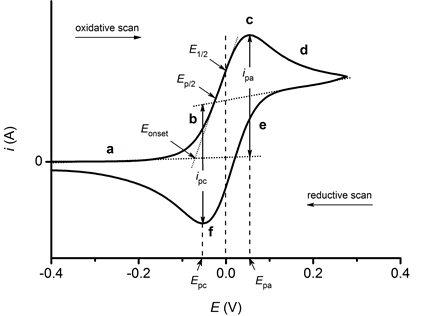 oxidative scan
c
d
E1/2
Ep/2
ipa
b
e
Eonset
a
i (A)
0
ipc
reductive scan
f
-0.4
-0.2
0.0
0.2
0.4
Epc
Epa
E (V)